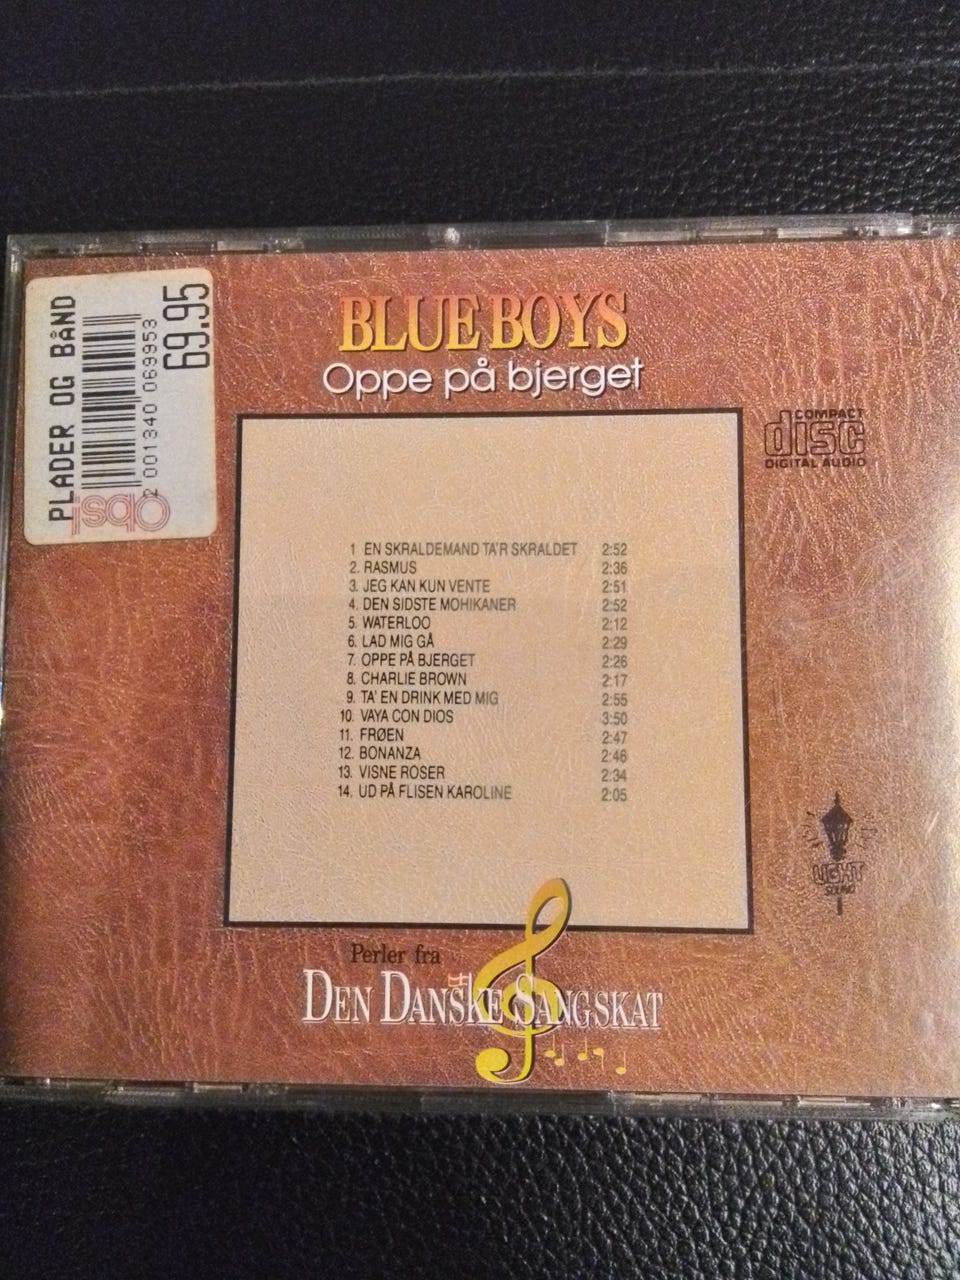 PLADER OG BÅND
2 001340 069953
69.95
obs!
BLUE BOYS
Oppe på bjerget
COMPACT
disc
DIGITAL AUDIO
1 EN SKRALDEMAND TA'R SKRALDET 2:52
2. RASMUS 2:36
3. JEG KAN KUN VENTE 2:51
4. DEN SIDSTE MOHIKANER 2:52
5. WATERLOO 2:12
6. LAD MIG GÅ 2:29
7. OPPE PÅ BJERGET 2:26
8. CHARLIE BROWN 2:17
9. TA' EN DRINK MED MIG 2:55
10. VAYA CON DIOS 3:50
11. FRØEN 2:47
12. BONANZA 2:46
13. VISNE ROSER 2:34
14. UD PÅ FLISEN KAROLINE 2:05
LIGHT
SOUND
Perler fra
DEN DANSKE SANGSKAT